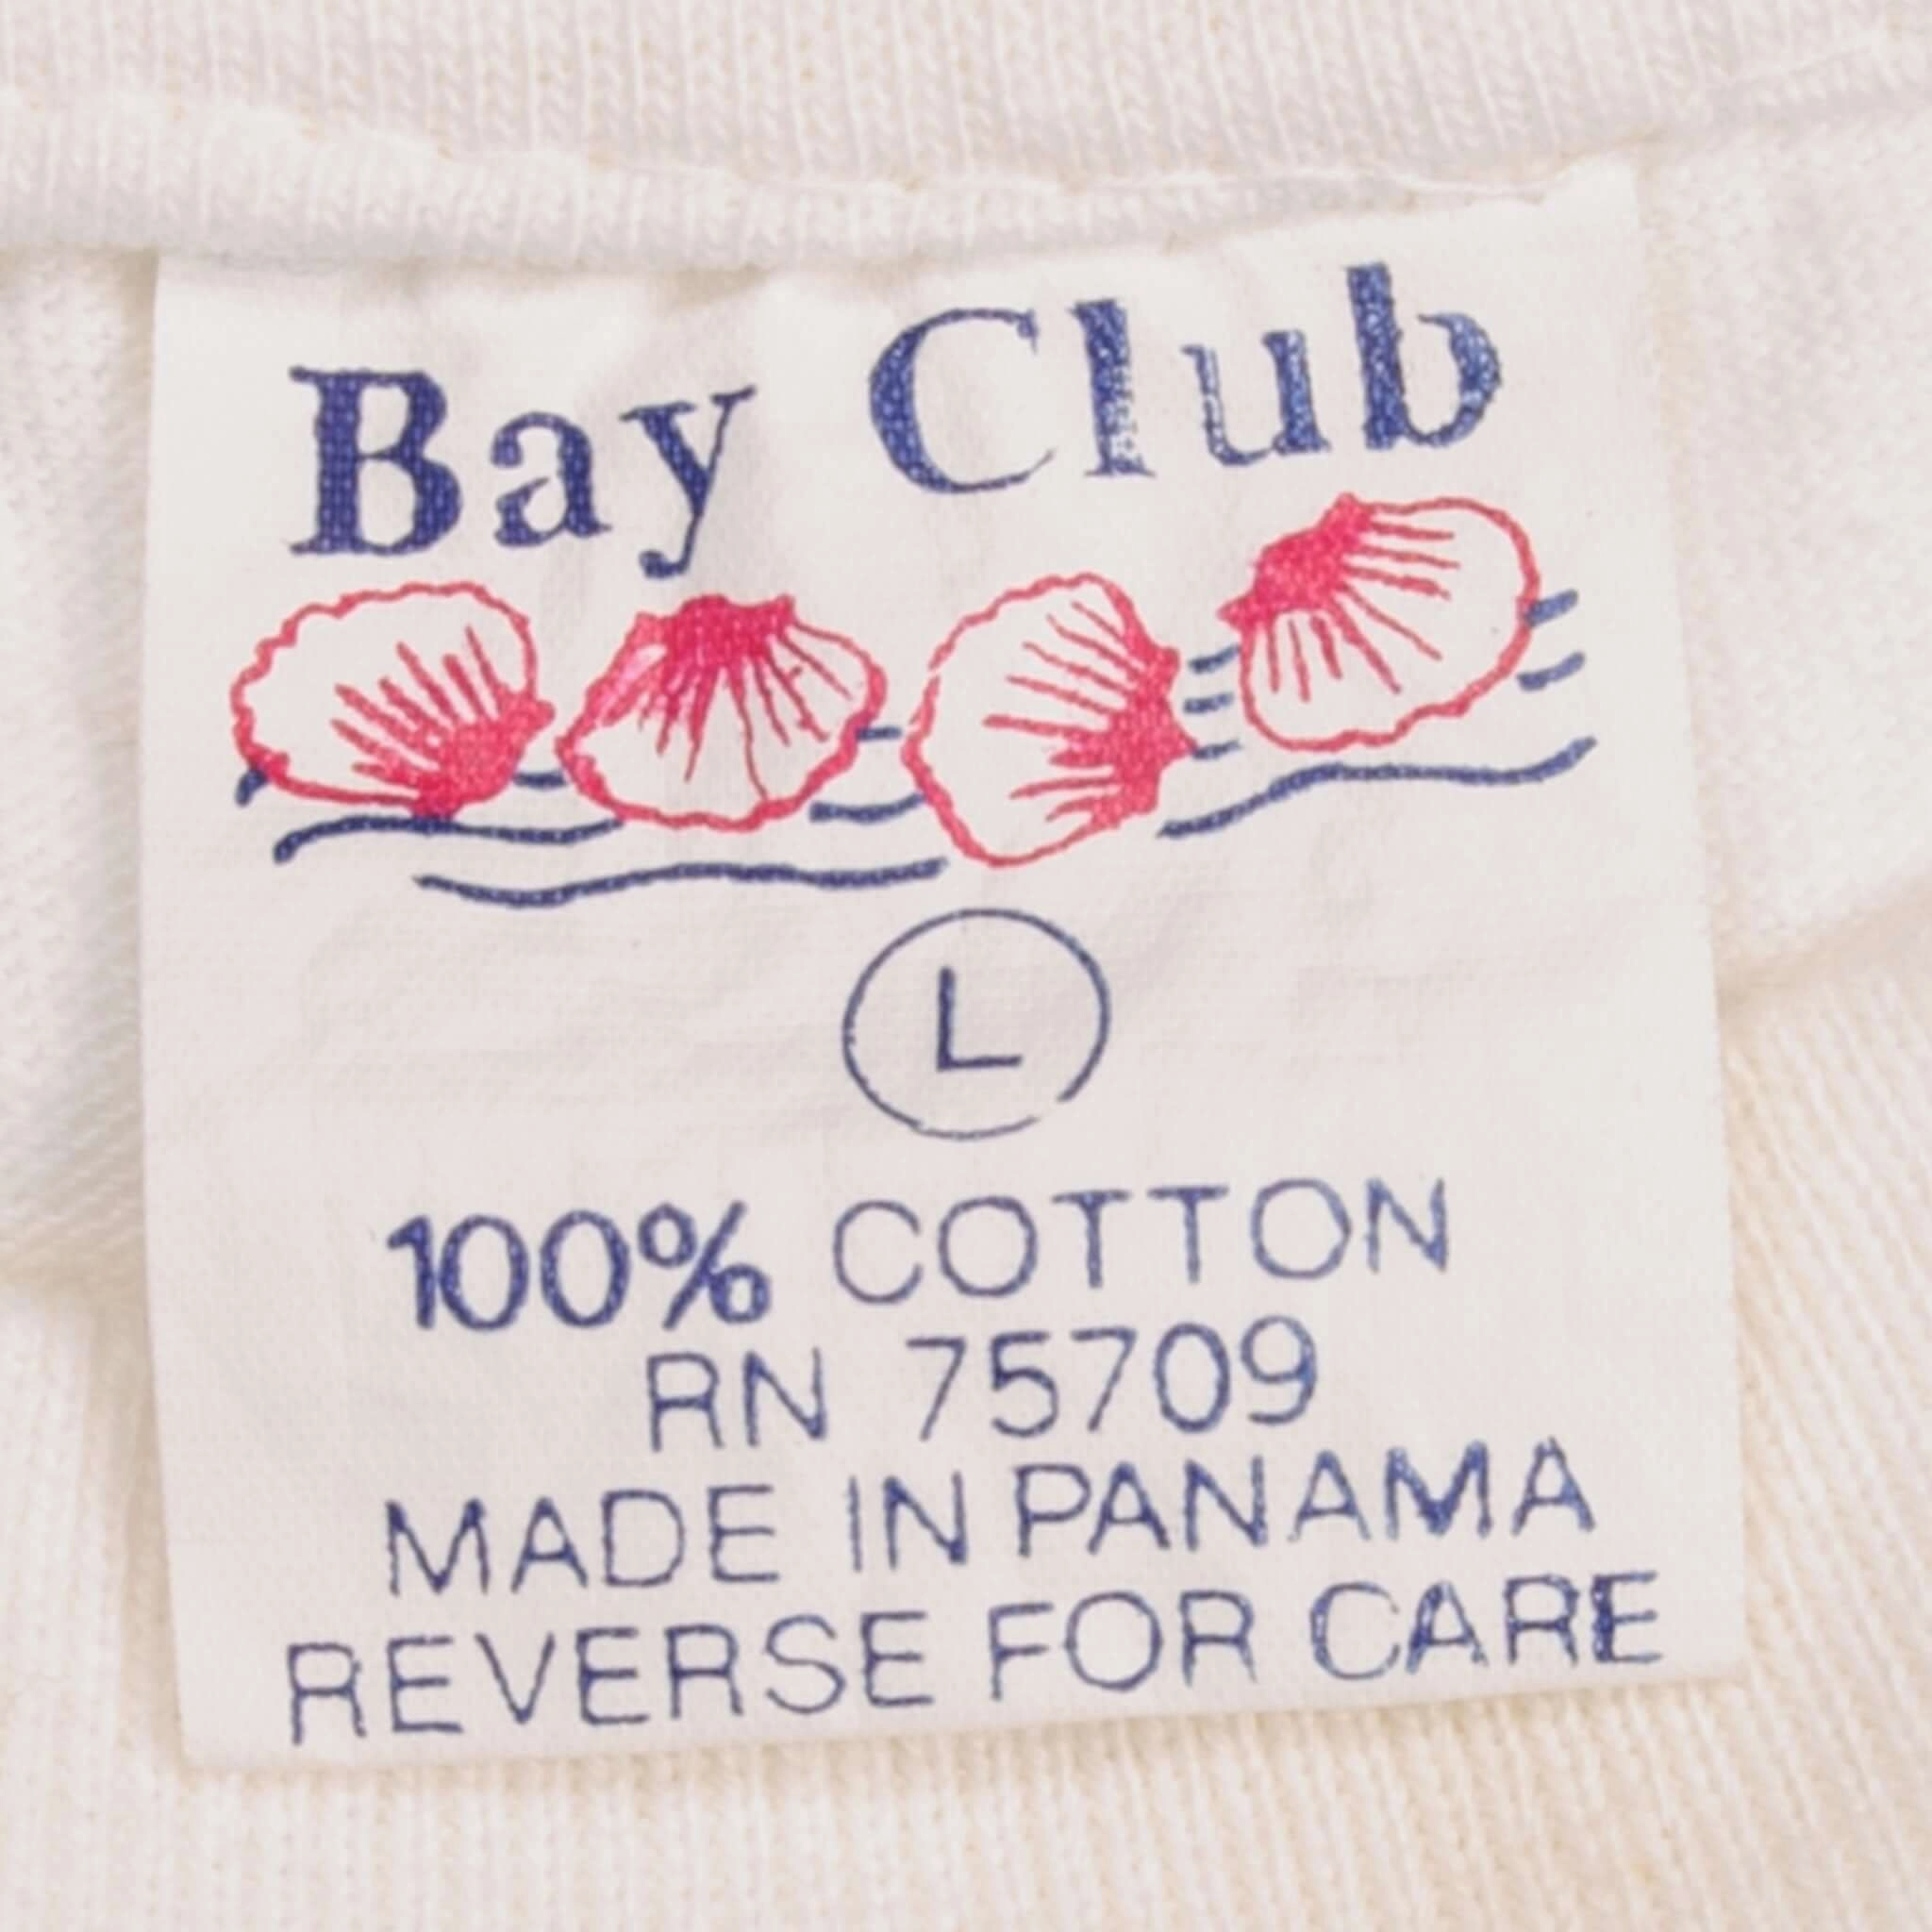 Bay Club
L
100% COTTON
RN 75709
MADE IN PANAMA
REVERSE FOR CARE